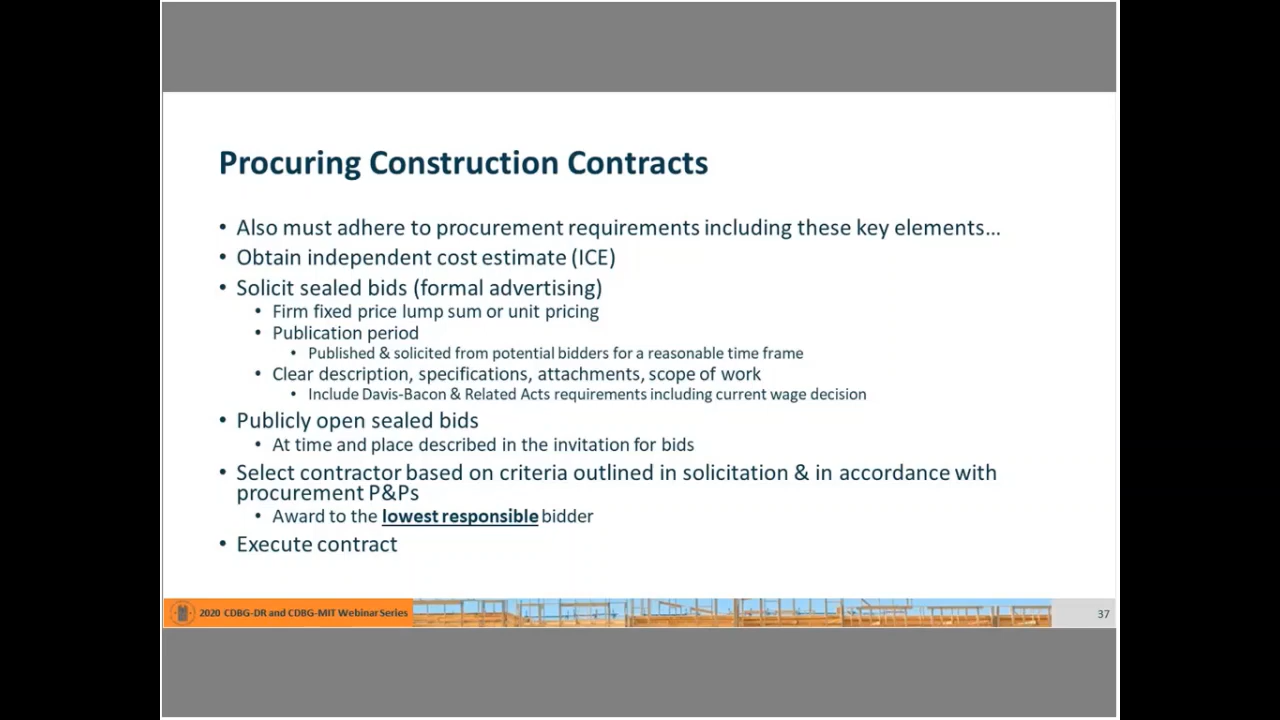 Procuring Construction Contracts
• Also must adhere to procurement requirements including these key elements…
• Obtain independent cost estimate (ICE)
• Solicit sealed bids (formal advertising)
• Firm fixed price lump sum or unit pricing
• Publication period
• Published & solicited from potential bidders for a reasonable time frame
• Clear description, specifications, attachments, scope of work
• Include Davis-Bacon & Related Acts requirements including current wage decision
• Publicly open sealed bids
• At time and place described in the invitation for bids
• Select contractor based on criteria outlined in solicitation & in accordance with
procurement P&Ps
• Award to the lowest responsible bidder
• Execute contract
2020 CDBG-DR and CDBG-MIT Webinar Series
37